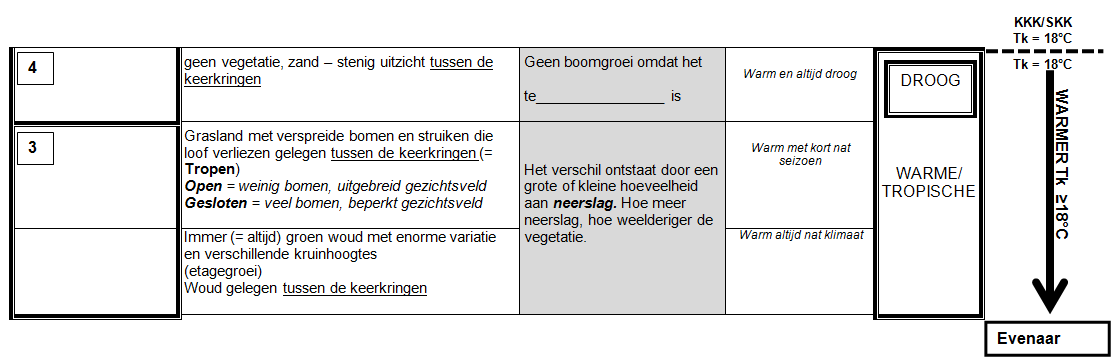 KKK/SKK
Tk = 18°C
Tk = 18°C
4
geen vegetatie, zand – stenig uitzicht tussen de
keerkringen
Geen boomgroei omdat het
te________________ is
Warm en altijd droog
DROOG
3
Grasland met verspreide bomen en struiken die
loof verliezen gelegen tussen de keerkringen (=
Tropen)
Open = weinig bomen, uitgebreid gezichtsveld
Gesloten = veel bomen, beperkt gezichtsveld
Het verschil ontstaat door een
grote of kleine hoeveelheid
aan neerslag. Hoe meer
neerslag, hoe weelderiger de
vegetatie.
Warm met kort nat
seizoen
WARME/
TROPISCHE
WARMER Tk ≥18°C
Immer (= altijd) groen woud met enorme variatie
en verschillende kruinhoogtes
(etagegroei)
Woud gelegen tussen de keerkringen
Warm altijd nat klimaat
Evenaar